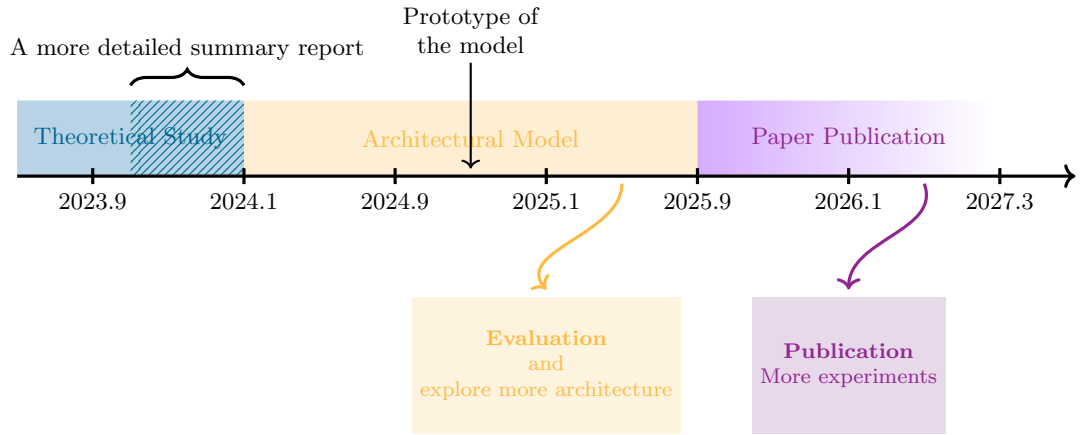 Prototype of
the model
A more detailed summary report
Theoretical Study
Architectural Model
Paper Publication
2023.9
2024.1
2024.9
2025.1
2025.9
2026.1
2027.3
Evaluation
and
explore more architecture
Publication
More experiments